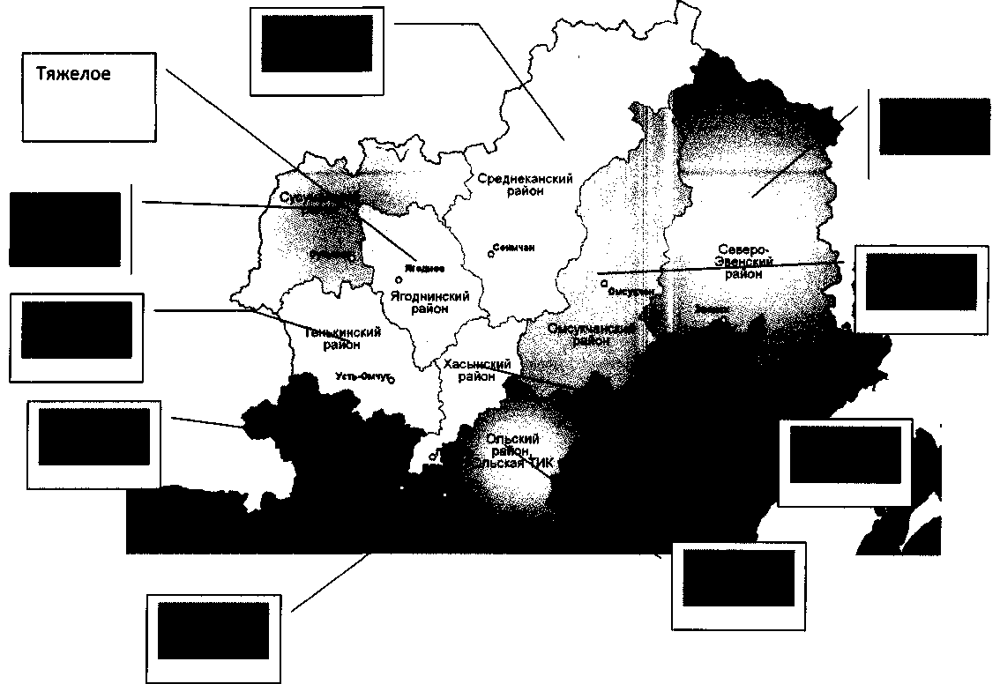 Тяжелое
Среднеканский
район
Сеймчан
Северо-
Эвенский
район
Ягодное
Ягоднинский
район
Омсукчан
Омсукчанский
район
Тенькинский
район
Хасынский
район
Усть-Омчуг
Ольский
район,
Ольская ТИК